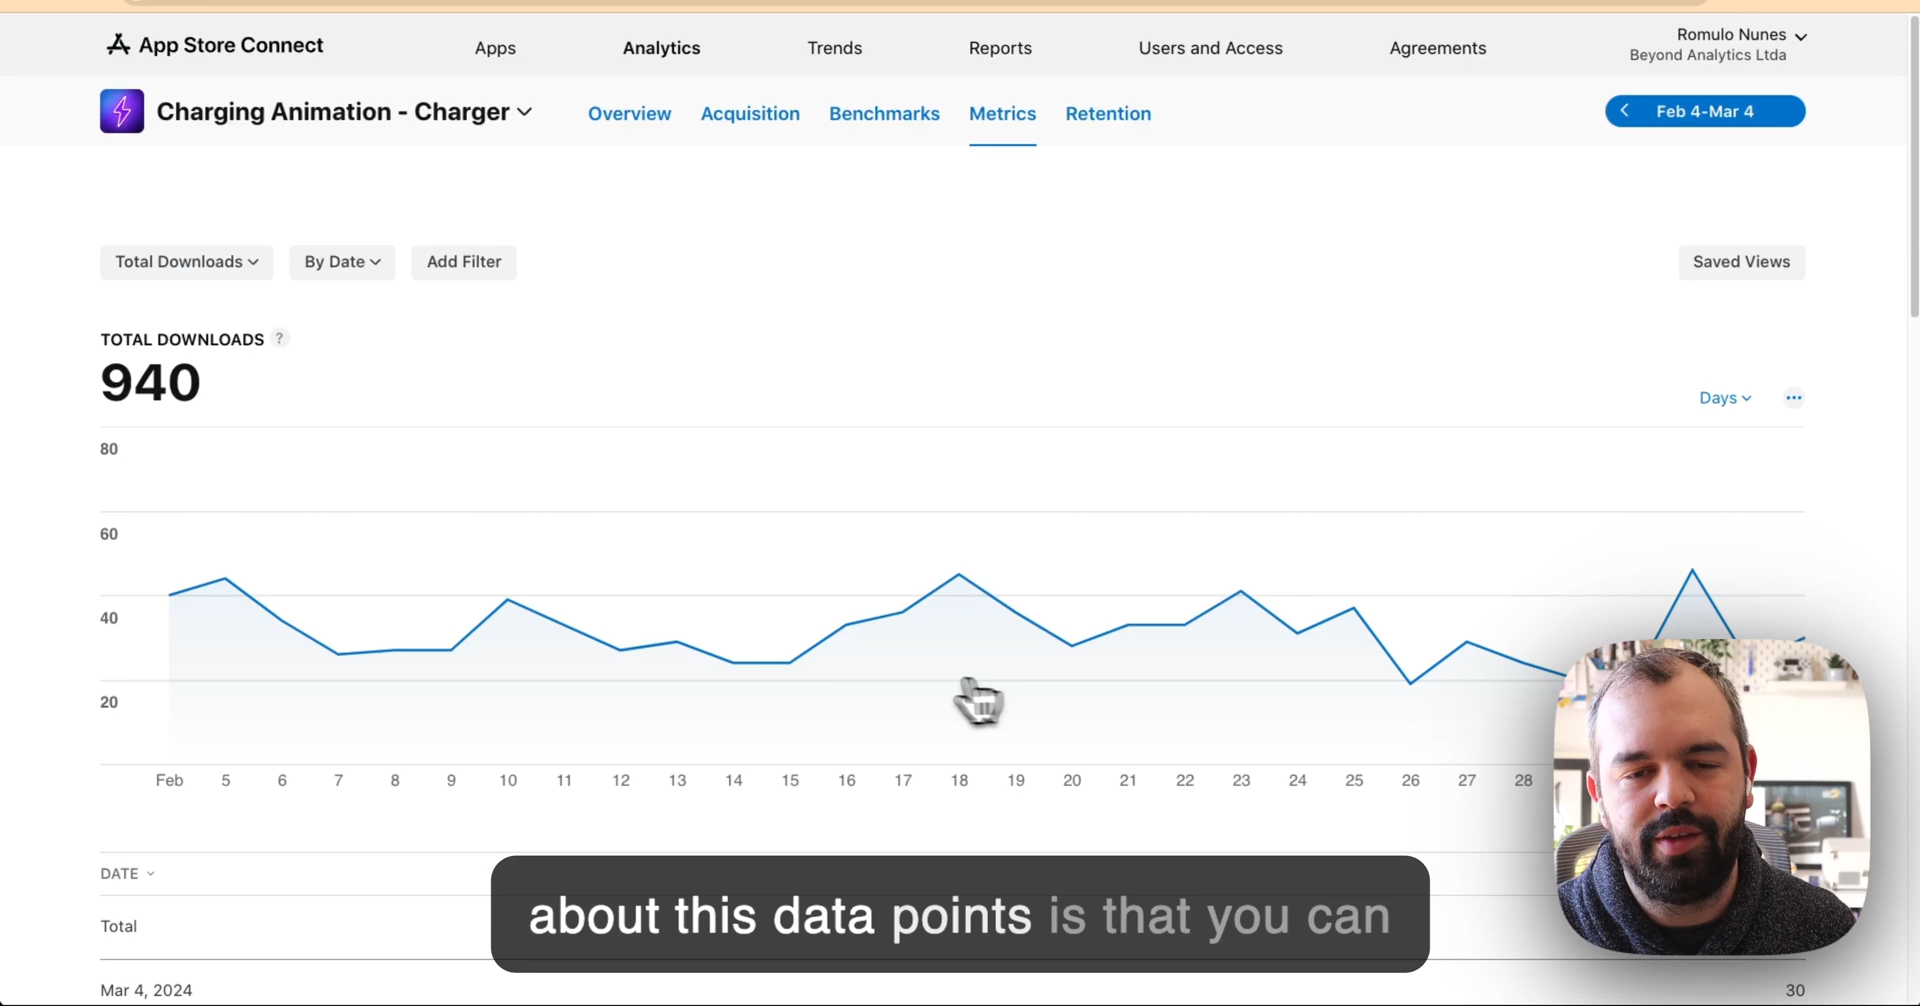 App Store Connect
Apps
Analytics
Trends
Reports
Users and Access
Agreements
Romulo Nunes
Beyond Analytics Ltda
Charging Animation - Charger
Overview
Acquisition
Benchmarks
Metrics
Retention
Feb 4-Mar 4
Total Downloads
By Date
Add Filter
Saved Views
TOTAL DOWNLOADS ?
940
Days
80
60
40
20
Feb 5 6 7 8 9 10 11 12 13 14 15 16 17 18 19 20 21 22 23 24 25 26 27 28
DATE
Total
about this data points is that you can
Mar 4, 2024
30